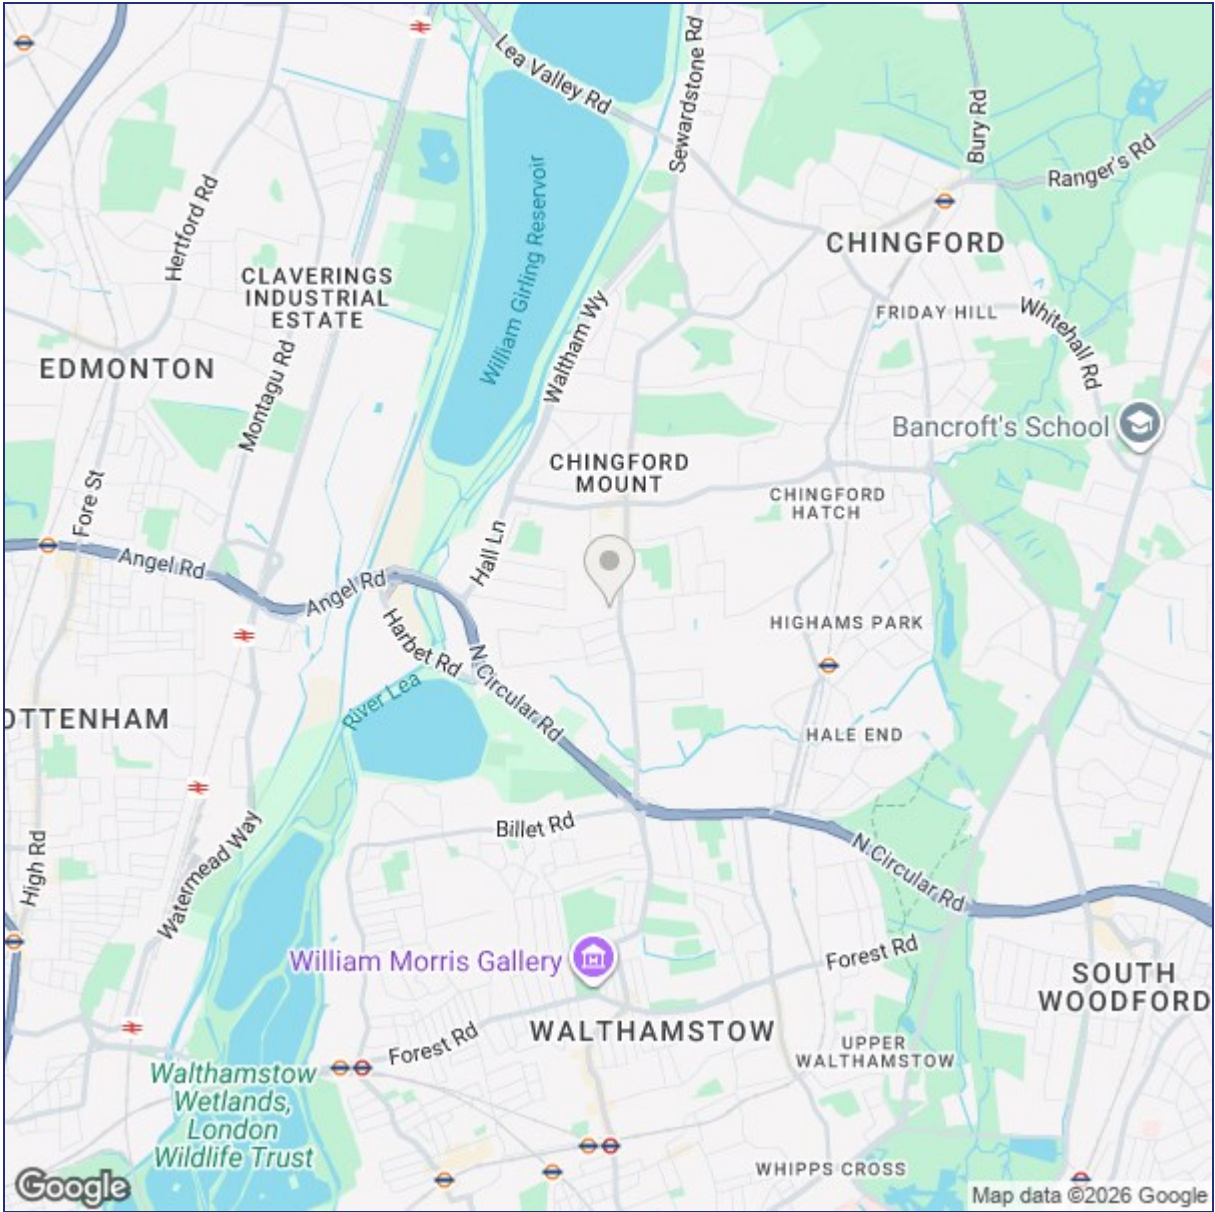 Lea Valley Rd
Sewardstone Rd
Bury Rd
Ranger's Rd
Hertford Rd
William Girling Reservoir
CHINGFORD
CLAVERINGS
INDUSTRIAL
ESTATE
Waltham Wy
FRIDAY HILL
Whitehall Rd
EDMONTON
Montagu Rd
Bancroft's School
CHINGFORD
MOUNT
CHINGFORD
HATCH
Fore St
Hall Ln
Angel Rd
Angel Rd
Harbet Rd
HIGHAMS PARK
N Circular Rd
River Lea
OTTENHAM
HALE END
Billet Rd
High Rd
Watermead Way
N Circular Rd
William Morris Gallery
Forest Rd
SOUTH
WOODFORD
Forest Rd
WALTHAMSTOW
UPPER
WALTHAMSTOW
Walthamstow
Wetlands,
London
Wildlife Trust
WHIPPS CROSS
Google
Map data ©2026 Google